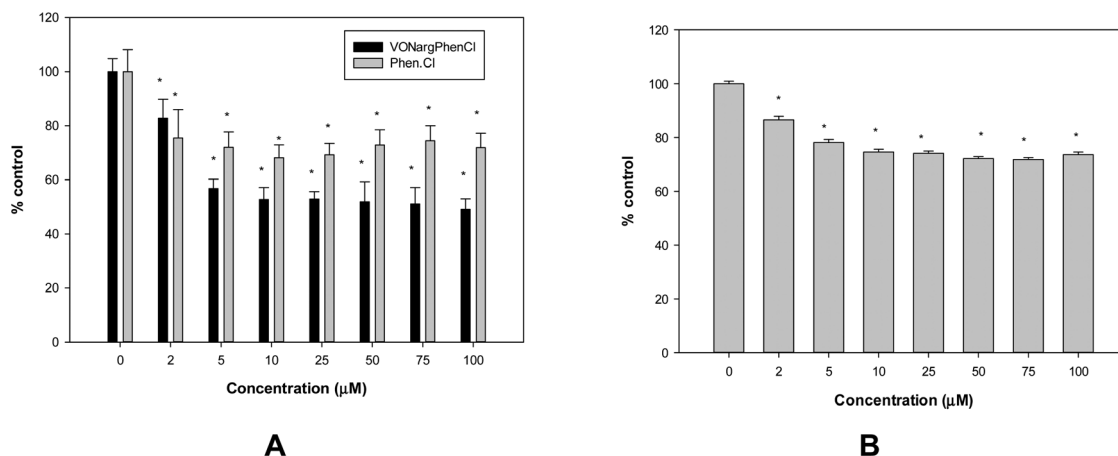 120
100
80
60
40
20
0
% control
VONargPhenCl
Phen.Cl
* * * * * * * * * * * * * *
0 2 5 10 25 50 75 100
Concentration (μM)
A
120
100
80
60
40
20
0
% control
* * * * * * *
0 2 5 10 25 50 75 100
Concentration (μM)
B